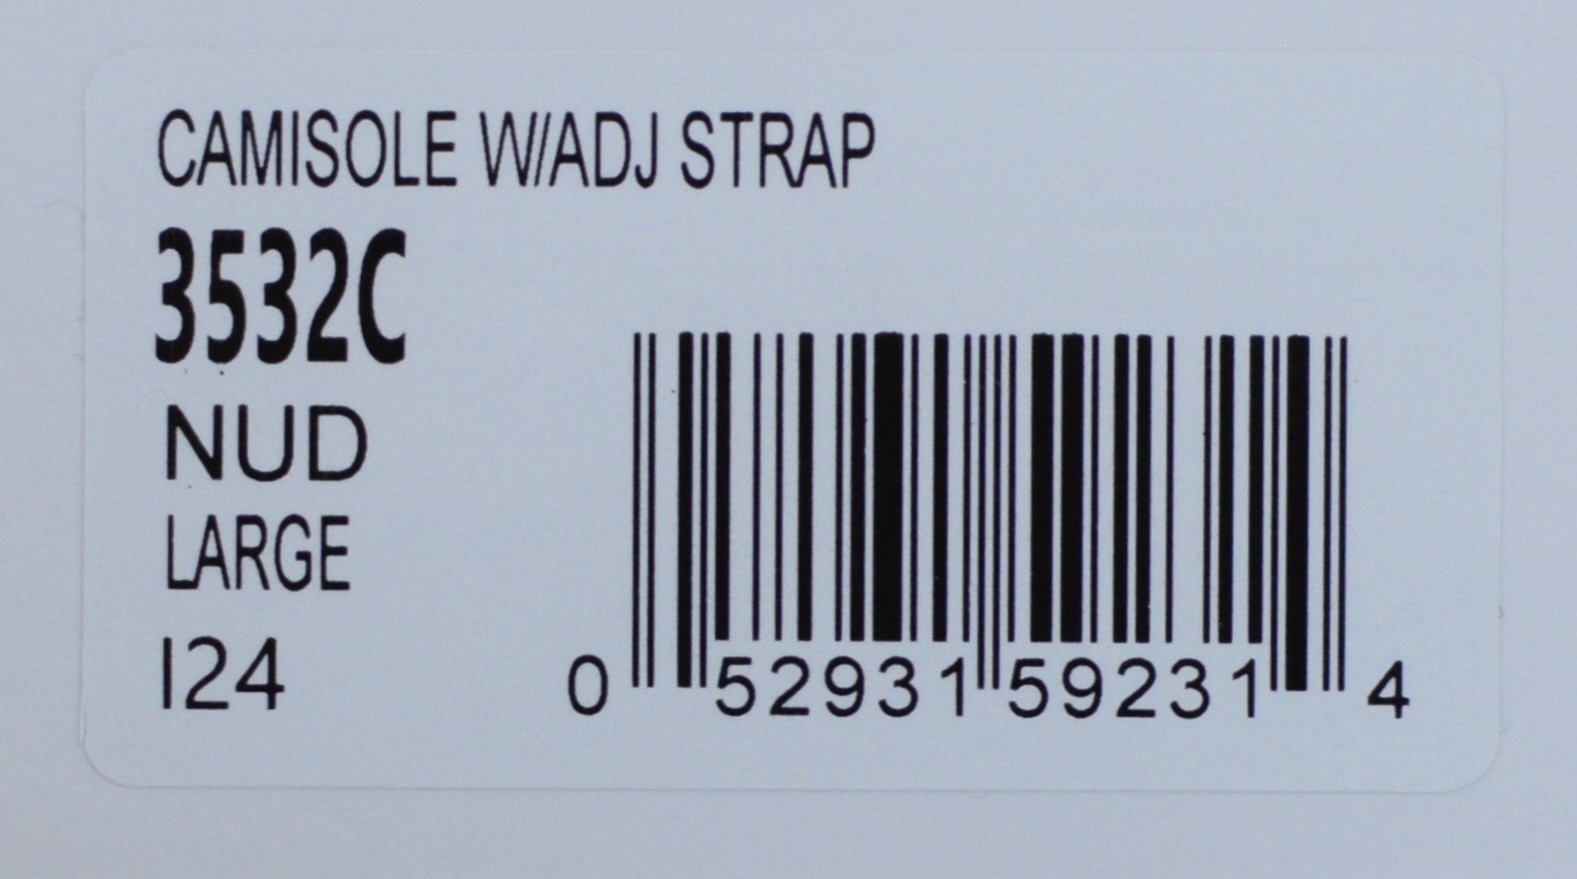 CAMISOLE W/ADJ STRAP
3532C
NUD
LARGE
I24
0 52931 59231 4